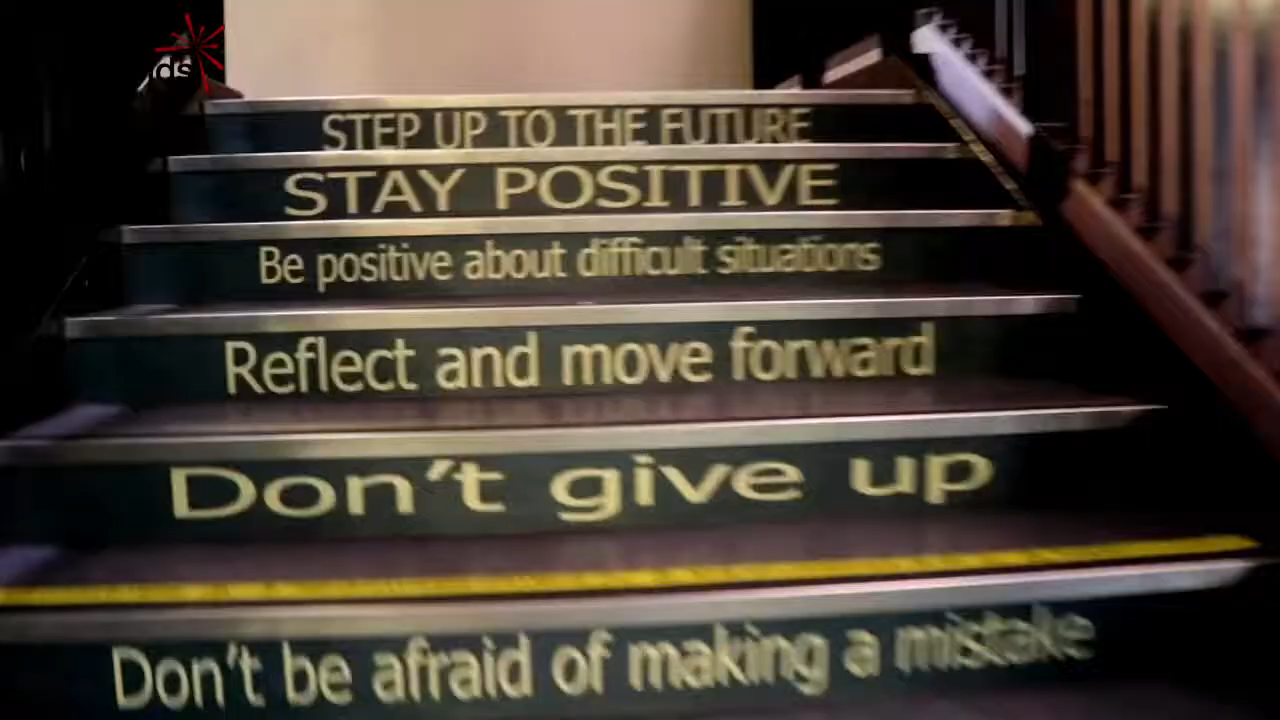 STEP UP TO THE FUTURE
STAY POSITIVE
Be positive about difficult situations
Reflect and move forward
Don't give up
Don't be afraid of making a mistake